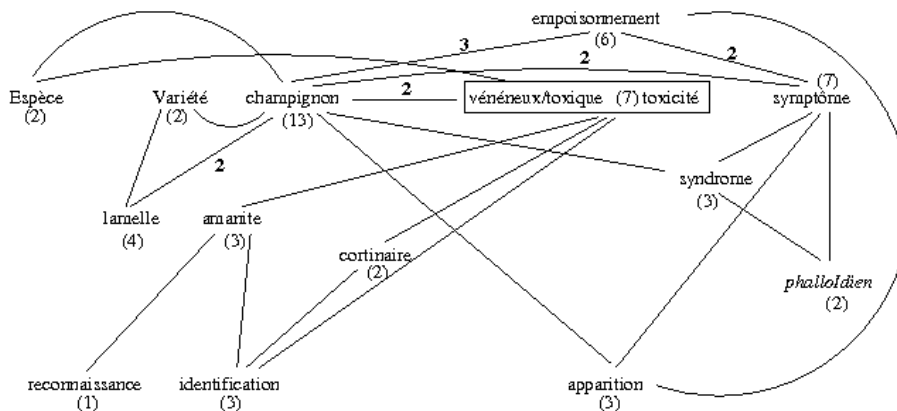 empoisonnement
(6)
3
2
2
Espèce
(2)
Variété
(2)
champignon
(13)
2
vénéneux/toxique (7) toxicité
(7)
symptôme
2
syndrome
(3)
lamelle
(4)
amanite
(3)
cortinaire
(2)
phalloIdien
(2)
reconnaissance
(1)
identification
(3)
apparition
(3)